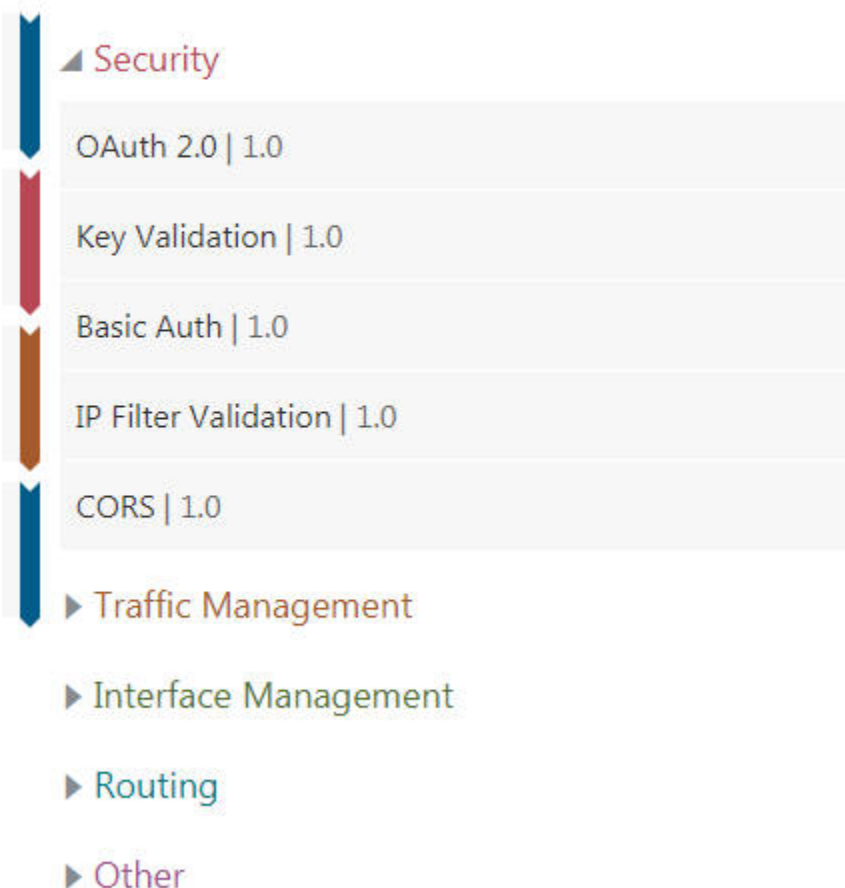 Security
OAuth 2.0 | 1.0
Key Validation | 1.0
Basic Auth | 1.0
IP Filter Validation | 1.0
CORS | 1.0
Traffic Management
Interface Management
Routing
Other